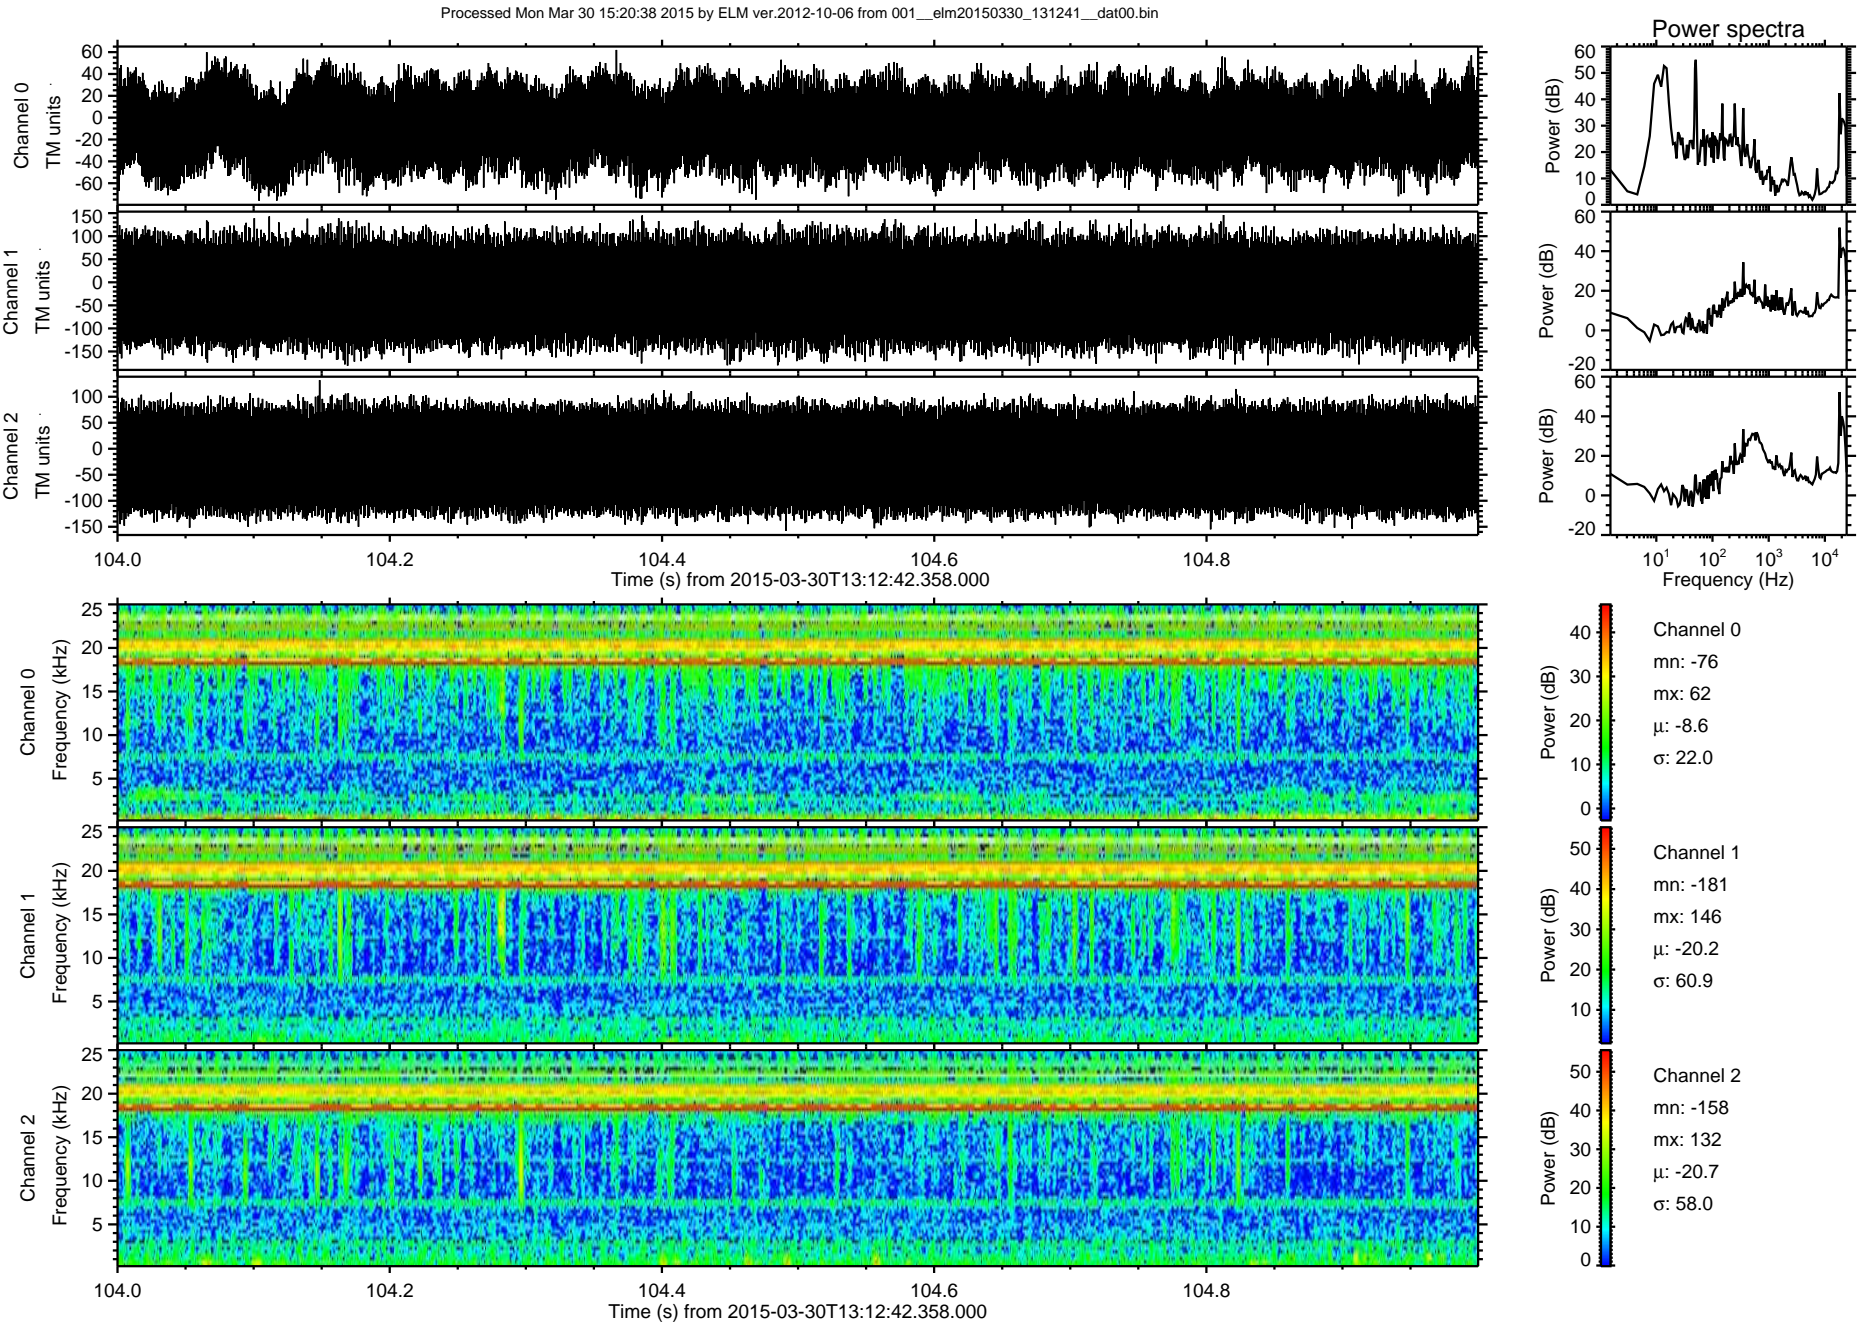 Processed Mon Mar 30 15:20:38 2015 by ELM ver.2012-10-06 from 001__elm20150330_131241__dat00.bin
Power spectra
Channel 0
TM units
60
40
20
0
-20
-40
-60
Power (dB)
60
50
40
30
20
10
0
Channel 1
TM units
150
100
50
0
-50
-100
-150
Power (dB)
60
40
20
0
-20
Channel 2
TM units
100
50
0
-50
-100
-150
Power (dB)
60
40
20
0
-20
104.0 104.2 104.4 104.6 104.8
Time (s) from 2015-03-30T13:12:42.358.000
10^1 10^2 10^3 10^4
Frequency (Hz)
Channel 0
Frequency (kHz)
25
20
15
10
5
Power (dB)
40
30
20
10
0
Channel 0
mn: -76
mx: 62
μ: -8.6
σ: 22.0
Channel 1
Frequency (kHz)
25
20
15
10
5
Power (dB)
50
40
30
20
10
Channel 1
mn: -181
mx: 146
μ: -20.2
σ: 60.9
Channel 2
Frequency (kHz)
25
20
15
10
5
Power (dB)
50
40
30
20
10
0
Channel 2
mn: -158
mx: 132
μ: -20.7
σ: 58.0
104.0 104.2 104.4 104.6 104.8
Time (s) from 2015-03-30T13:12:42.358.000